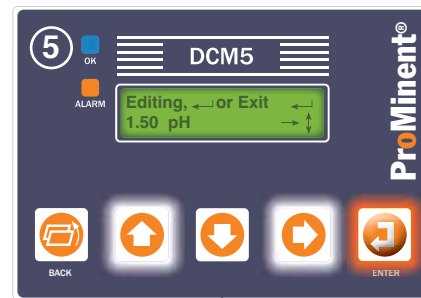 5
OK
DCM5
ALARM
Editing, ↵ or Exit ↵
1.50 pH → ↕
ProMinent®
BACK
ENTER